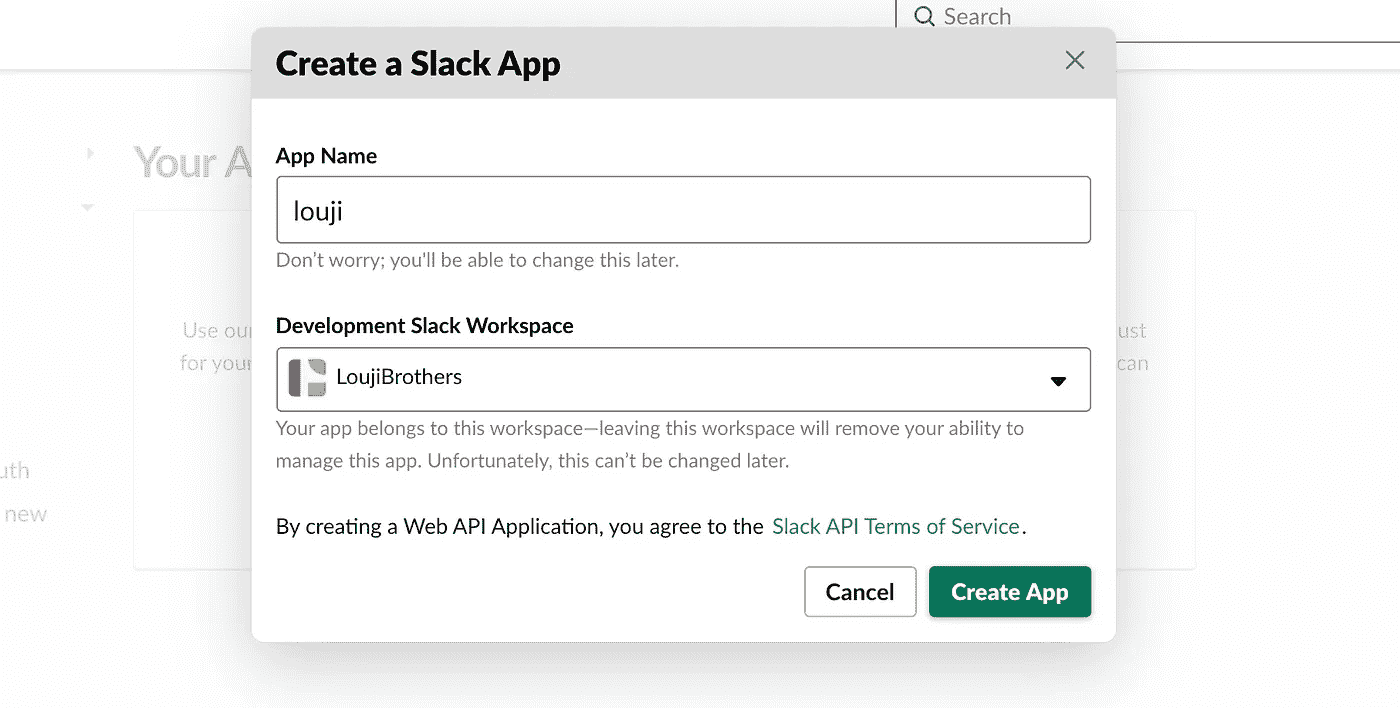 Search
Create a Slack App
Your A
App Name
louji
Don't worry; you'll be able to change this later.
Use our
for your
ust
can
Development Slack Workspace
LoujiBrothers
Your app belongs to this workspace—leaving this workspace will remove your ability to
manage this app. Unfortunately, this can't be changed later.
uth
new
By creating a Web API Application, you agree to the Slack API Terms of Service.
Cancel
Create App